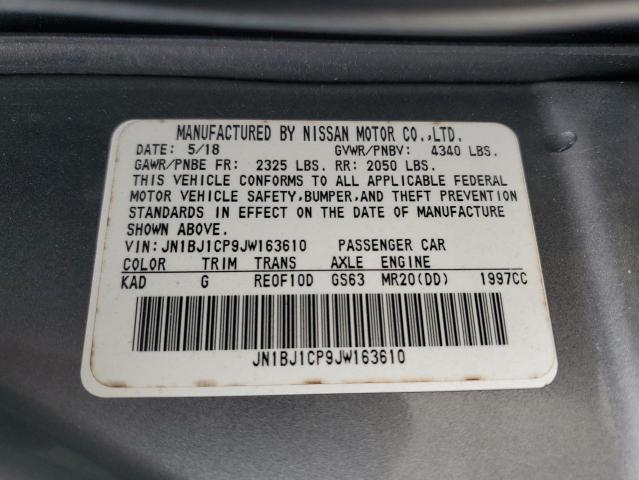 MANUFACTURED BY NISSAN MOTOR CO.,LTD.
DATE: 5/18 GVWR/PNBV: 4340 LBS.
GAWR/PNBE FR: 2325 LBS. RR: 2050 LBS.
THIS VEHICLE CONFORMS TO ALL APPLICABLE FEDERAL
MOTOR VEHICLE SAFETY,BUMPER,AND THEFT PREVENTION
STANDARDS IN EFFECT ON THE DATE OF MANUFACTURE
SHOWN ABOVE.
VIN: JN1BJ1CP9JW163610 PASSENGER CAR
COLOR TRIM TRANS AXLE ENGINE
KAD G RE0F10D GS63 MR20(DD) 1997CC
JN1BJ1CP9JW163610